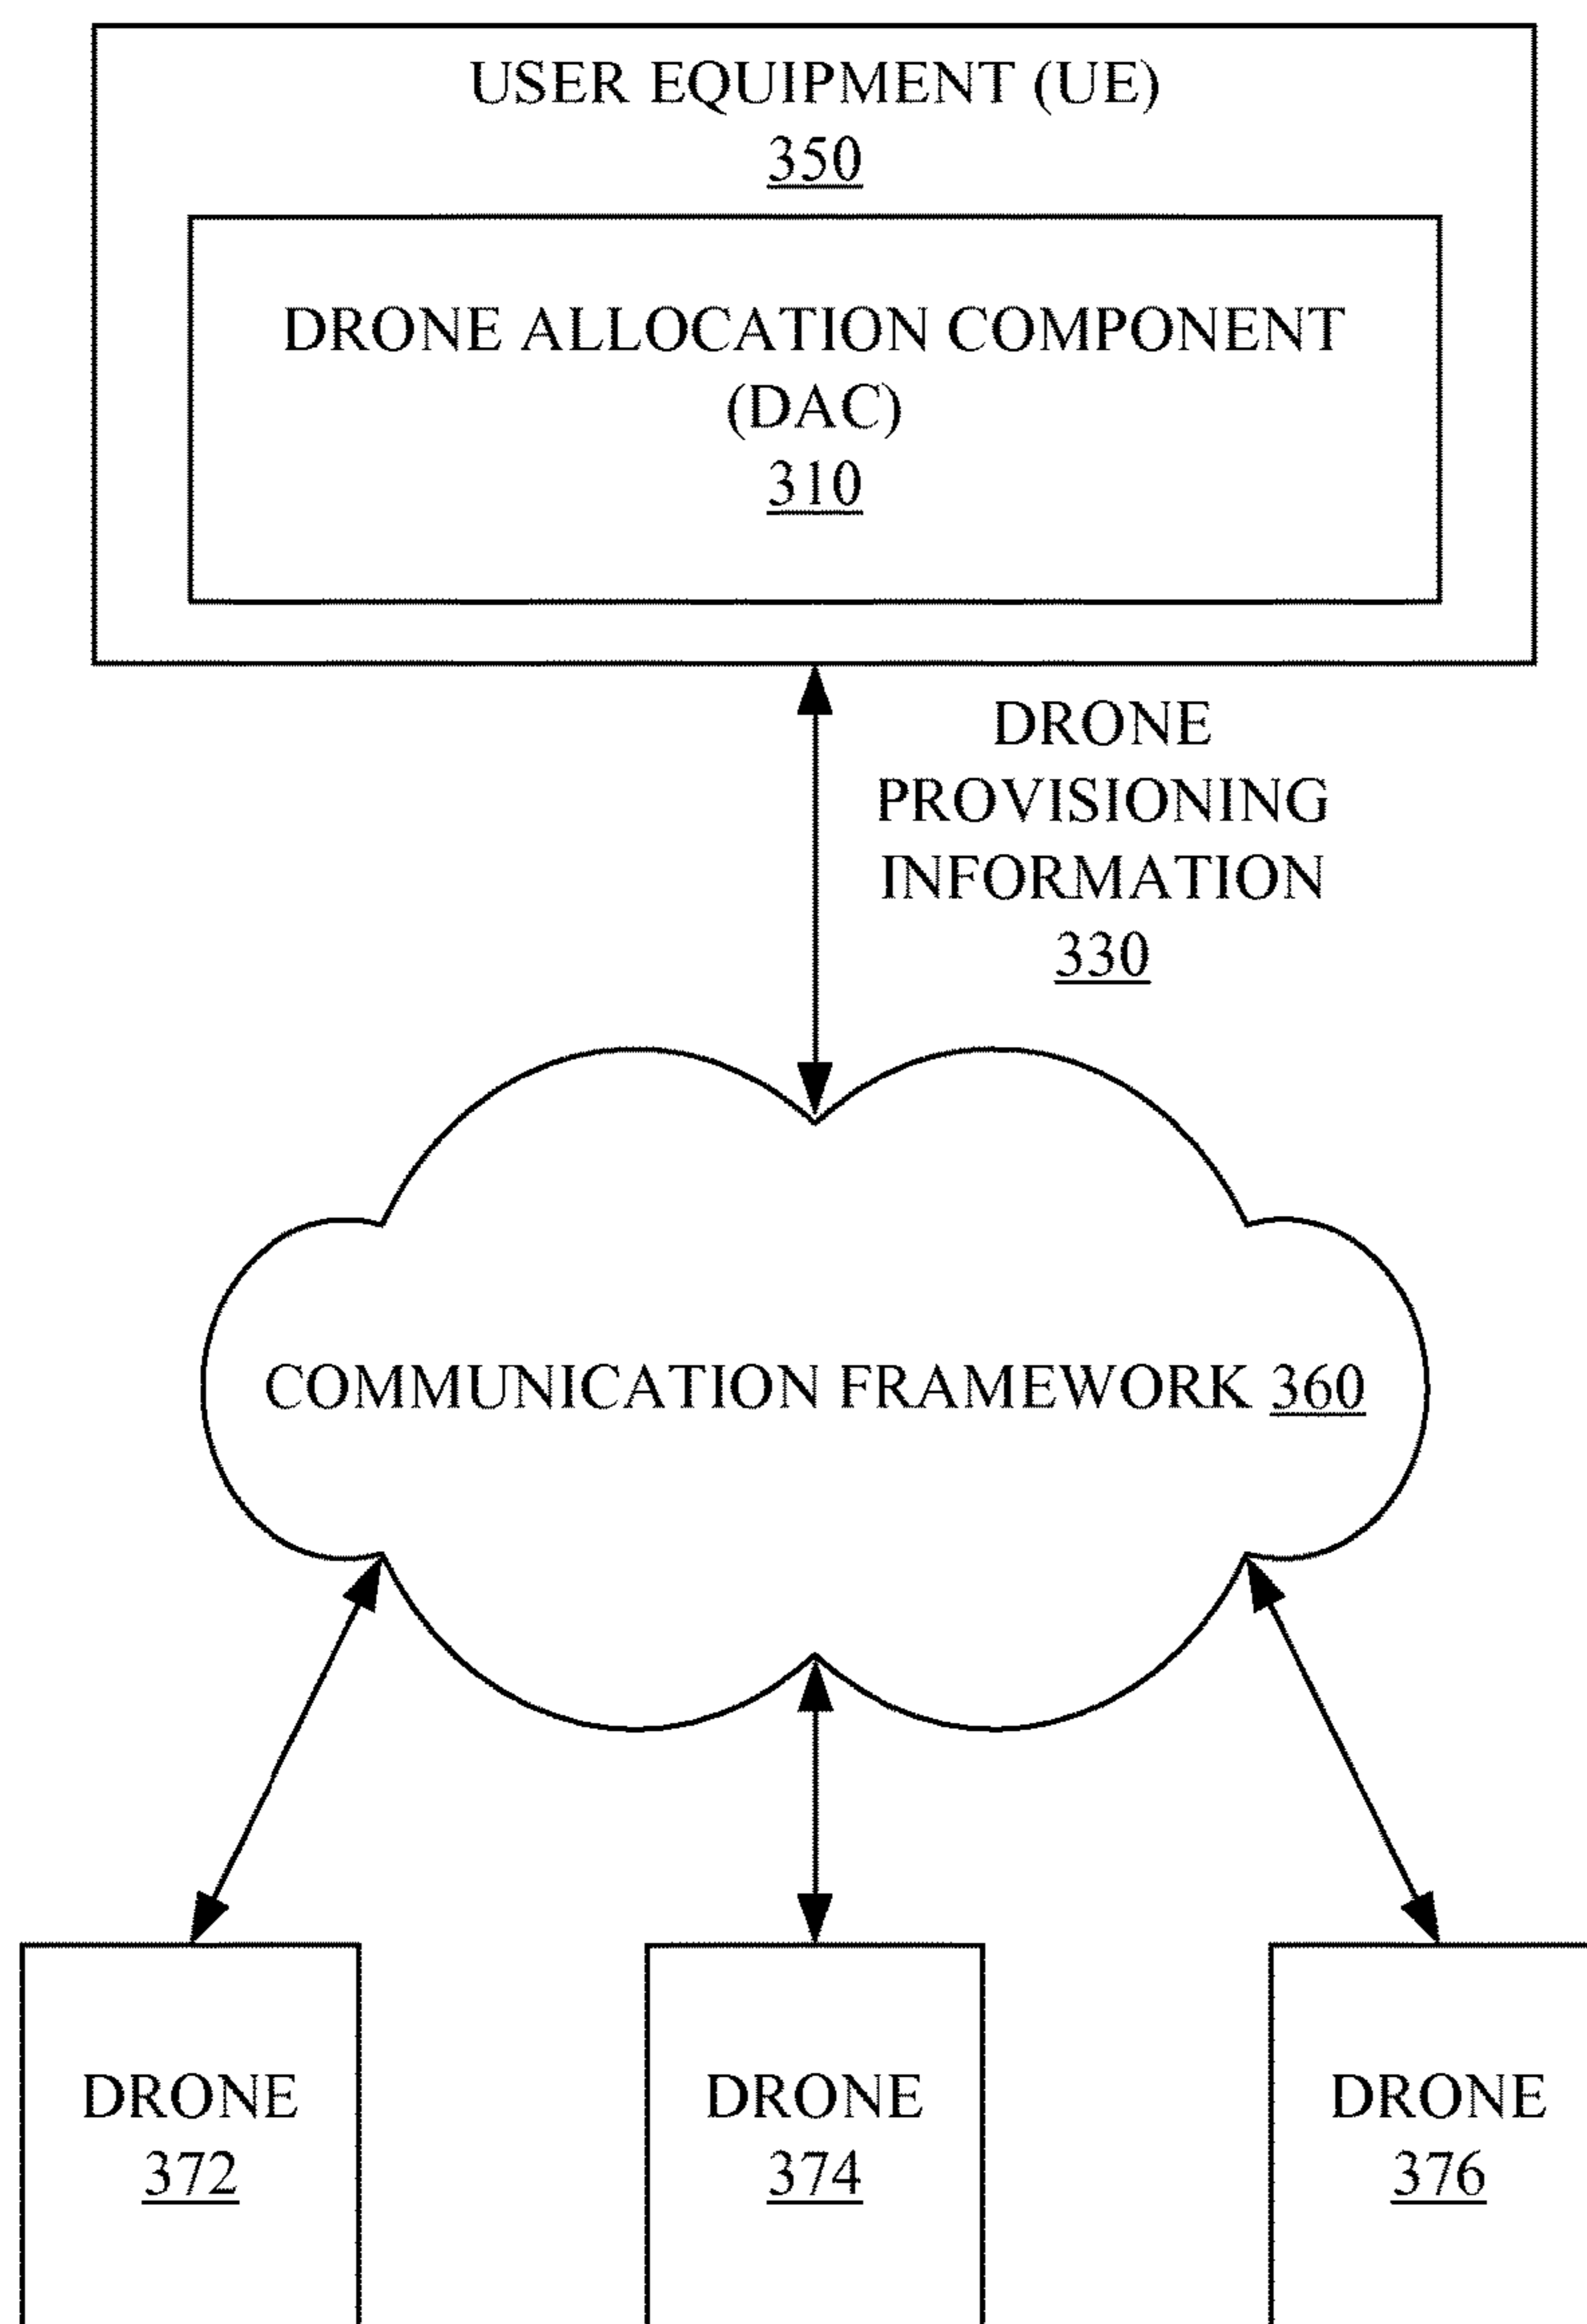 USER EQUIPMENT (UE)
350
DRONE ALLOCATION COMPONENT
(DAC)
310
DRONE
PROVISIONING
INFORMATION
330
COMMUNICATION FRAMEWORK 360
DRONE
372
DRONE
374
DRONE
376